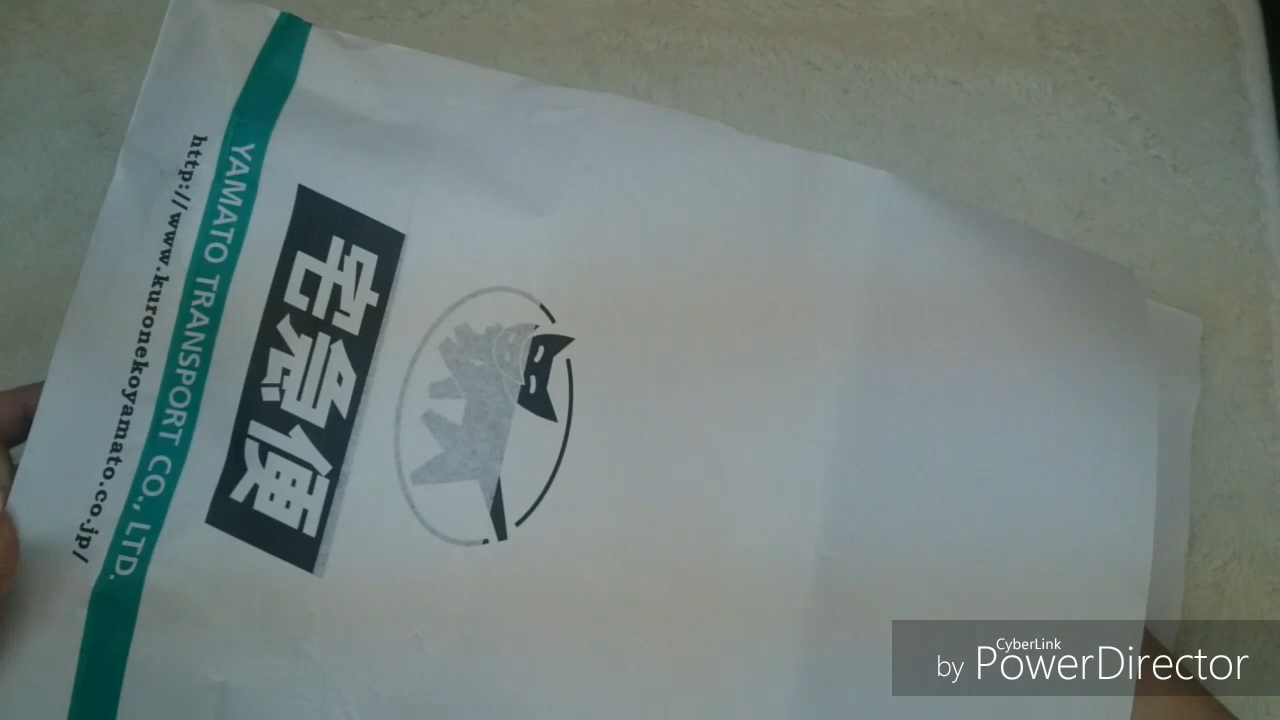 宅急便
YAMATO TRANSPORT CO., LTD.
http://www.kuronekoyamato.co.jp/
by CyberLink PowerDirector